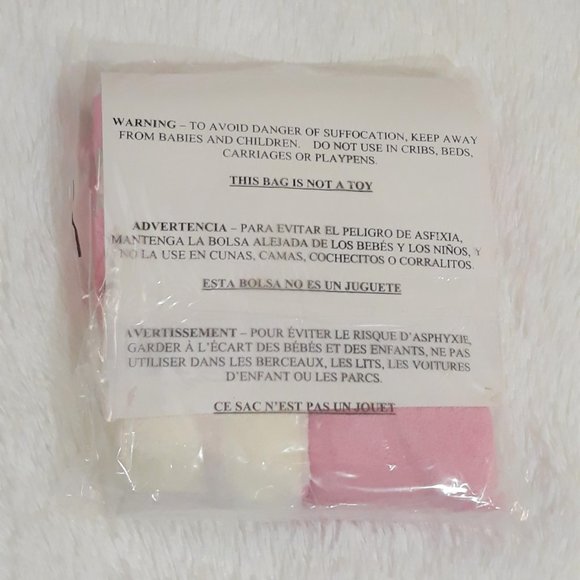 WARNING – TO AVOID DANGER OF SUFFOCATION, KEEP AWAY
FROM BABIES AND CHILDREN. DO NOT USE IN CRIBS, BEDS,
CARRIAGES OR PLAYPENS.
THIS BAG IS NOT A TOY
ADVERTENCIA – PARA EVITAR EL PELIGRO DE ASFIXIA,
MANTENGA LA BOLSA ALEJADA DE LOS BEBÉS Y LOS NIÑOS, Y
NO LA USE EN CUNAS, CAMAS, COCHECITOS O CORRALITOS.
ESTA BOLSA NO ES UN JUGUETE
AVERTISSEMENT – POUR ÉVITER LE RISQUE D'ASPHYXIE,
GARDER À L'ÉCART DES BÉBÉS ET DES ENFANTS, NE PAS
UTILISER DANS LES BERCEAUX, LES LITS, LES VOITURES
D'ENFANT OU LES PARCS.
CE SAC N'EST PAS UN JOUET